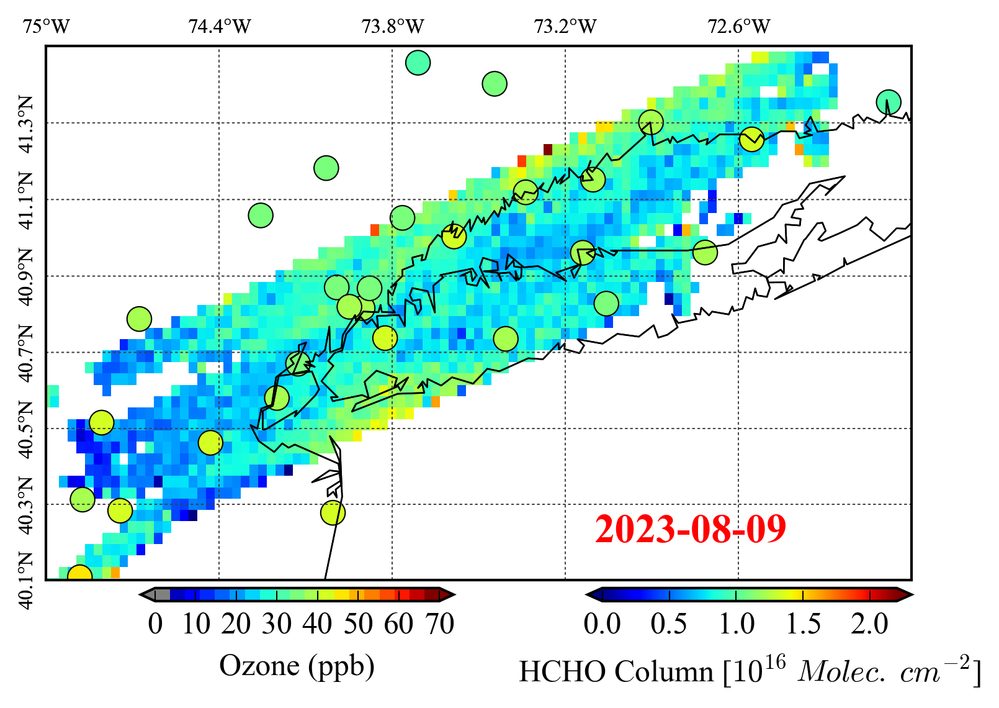 75°W 74.4°W 73.8°W 73.2°W 72.6°W
41.3°N
41.1°N
40.9°N
40.7°N
40.5°N
40.3°N
40.1°N
2023-08-09
0 10 20 30 40 50 60 70
Ozone (ppb)
0.0 0.5 1.0 1.5 2.0
HCHO Column [10¹⁶ Molec. cm⁻²]